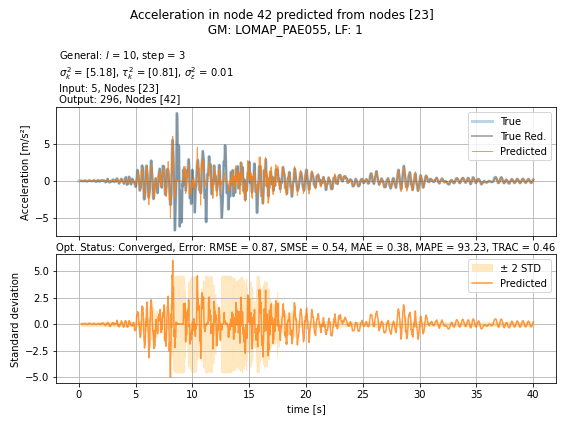 Acceleration in node 42 predicted from nodes [23]
GM: LOMAP_PAE055, LF: 1
General: l = 10, step = 3
σ²ₖ = [5.18], τ²ₖ = [0.81], σ²ε = 0.01
Input: 5, Nodes [23]
Output: 296, Nodes [42]
True
True Red.
Predicted
Acceleration [m/s²]
5
0
−5
Opt. Status: Converged, Error: RMSE = 0.87, SMSE = 0.54, MAE = 0.38, MAPE = 93.23, TRAC = 0.46
± 2 STD
Predicted
Standard deviation
5.0
2.5
0.0
−2.5
−5.0
0 5 10 15 20 25 30 35 40
time [s]